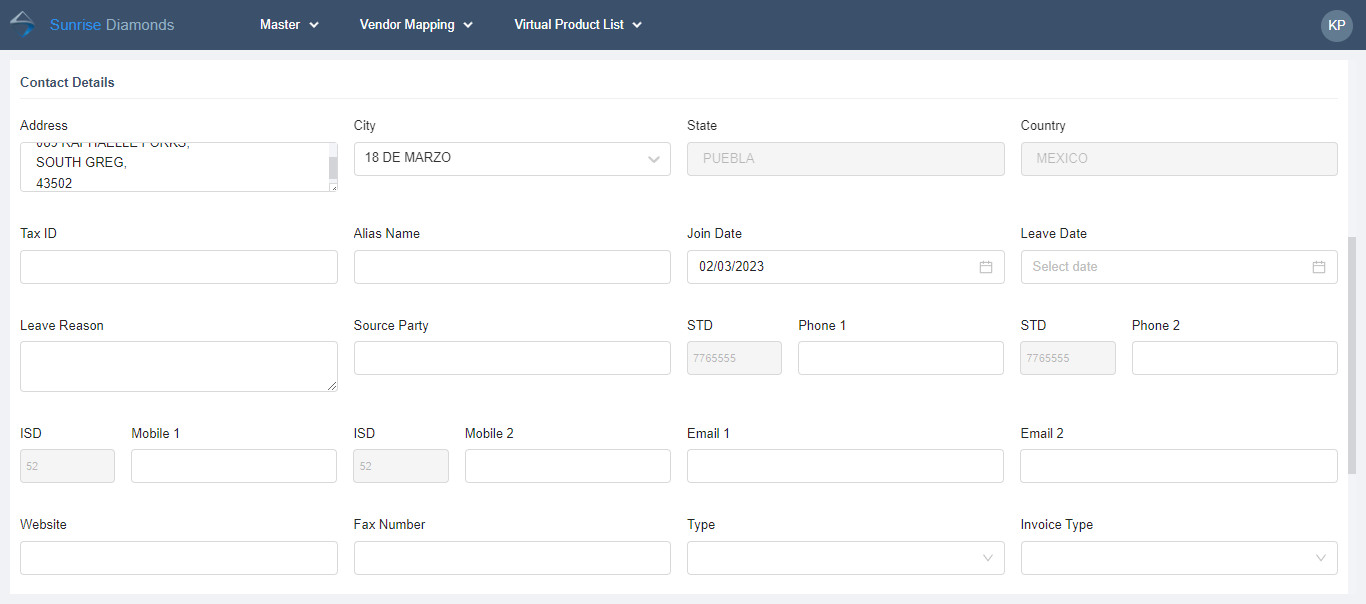 Sunrise Diamonds
Master
Vendor Mapping
Virtual Product List
KP
Contact Details
Address
City
State
Country
18 DE MARZO
PUEBLA
MEXICO
SOUTH GREG,
43502
Tax ID
Alias Name
Join Date
Leave Date
02/03/2023
Select date
Leave Reason
Source Party
STD
Phone 1
STD
Phone 2
7765555
7765555
ISD
Mobile 1
ISD
Mobile 2
Email 1
Email 2
52
52
Website
Fax Number
Type
Invoice Type